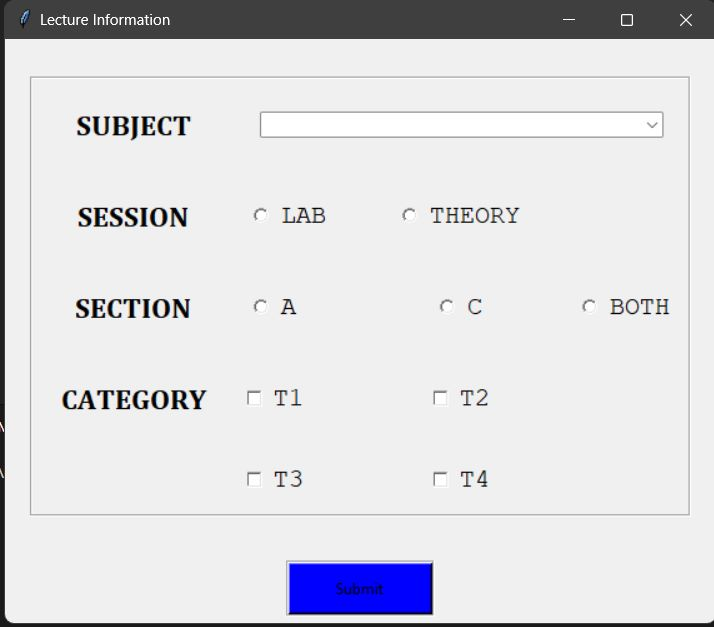 Lecture Information
SUBJECT
SESSION LAB THEORY
SECTION A C BOTH
CATEGORY T1 T2
T3 T4
Submit